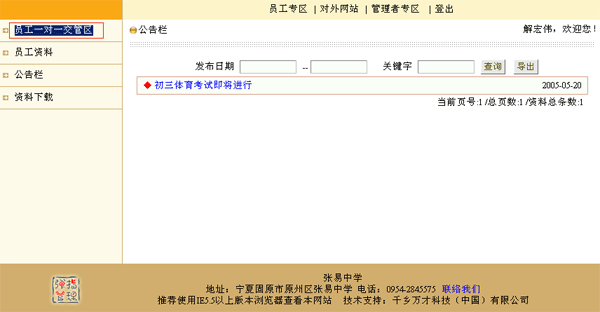 员工专区 | 对外网站 | 管理者专区 | 登出
员工一对一交管区
员工资料
公告栏
资料下载
公告栏
解宏伟，欢迎您！
发布日期 -- 关键字 查询 导出
初三体育考试即将进行 2005-05-20
当前页号:1 /总页数:1 /资料总条数:1
张易中学
地址：宁夏固原市原州区张易中学 电话：0954-2845575 联络我们
推荐使用IE5.5以上版本浏览器查看本网站 技术支持：千乡万才科技（中国）有限公司